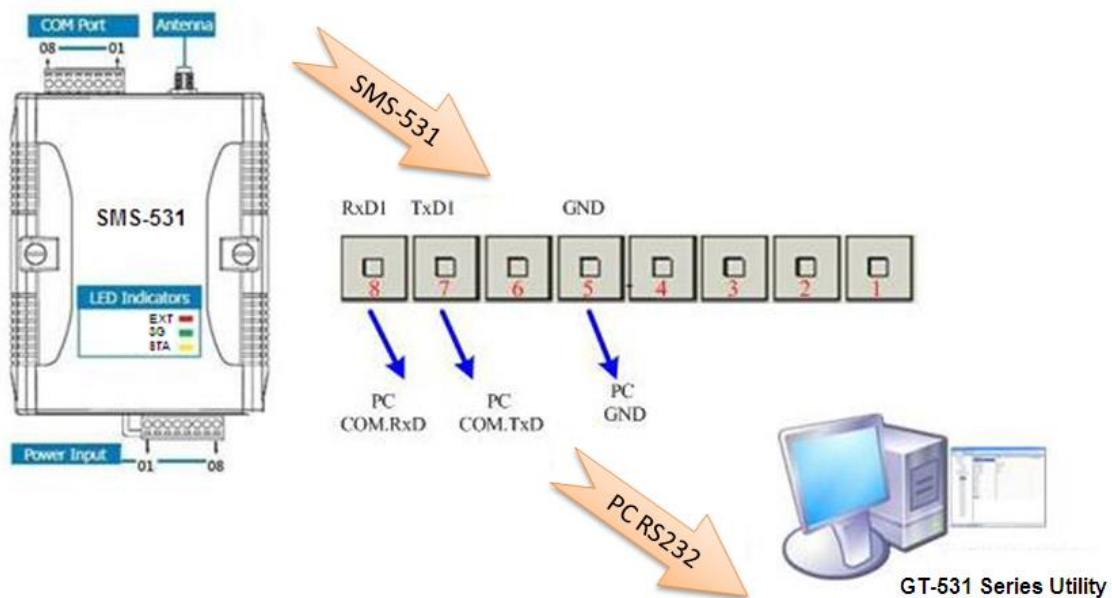 COM Port
Antenna
08
01
SMS-531
SMS-531
LED Indicators
EXT
SG
STA
Power Input
01
08
RxD1 TxD1 GND
8 7 6 5 4 3 2 1
PC
COM.RxD
PC
COM.TxD
PC
GND
PC RS232
GT-531 Series Utility